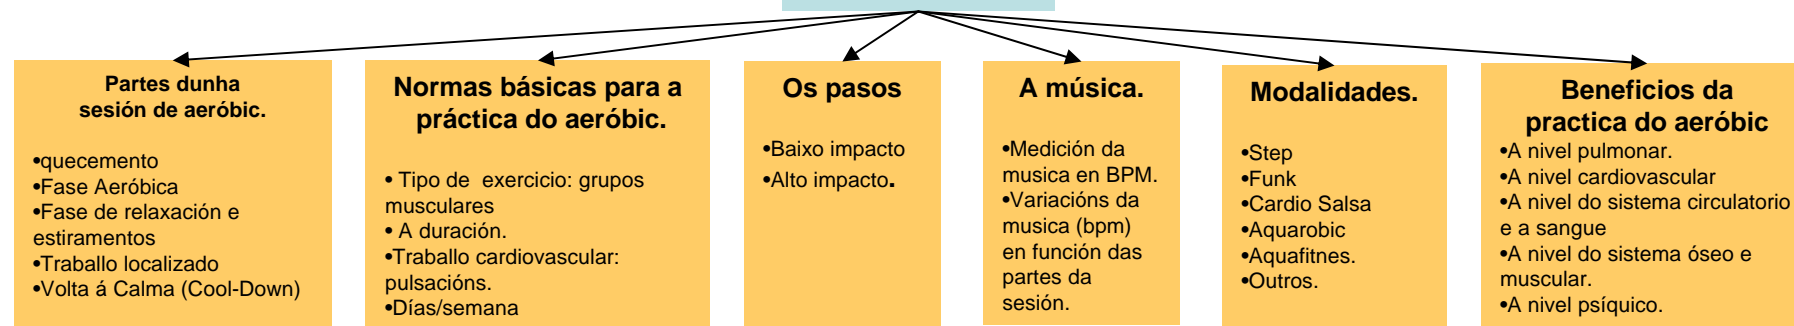 Partes dunha
sesión de aeróbic.
•quecemento
•Fase Aeróbica
•Fase de relaxación e
estiramentos
•Traballo localizado
•Volta á Calma (Cool-Down)
Normas básicas para a
práctica do aeróbic.
• Tipo de exercicio: grupos
musculares
• A duración.
•Traballo cardiovascular:
pulsacións.
•Días/semana
Os pasos
•Baixo impacto
•Alto impacto.
A música.
•Medición da
musica en BPM.
•Variacións da
musica (bpm)
en función das
partes da
sesión.
Modalidades.
•Step
•Funk
•Cardio Salsa
•Aquarobic
•Aquafitnes.
•Outros.
Beneficios da
practica do aeróbic
•A nivel pulmonar.
•A nivel cardiovascular
•A nivel do sistema circulatorio
e a sangue
•A nivel do sistema óseo e
muscular.
•A nivel psíquico.